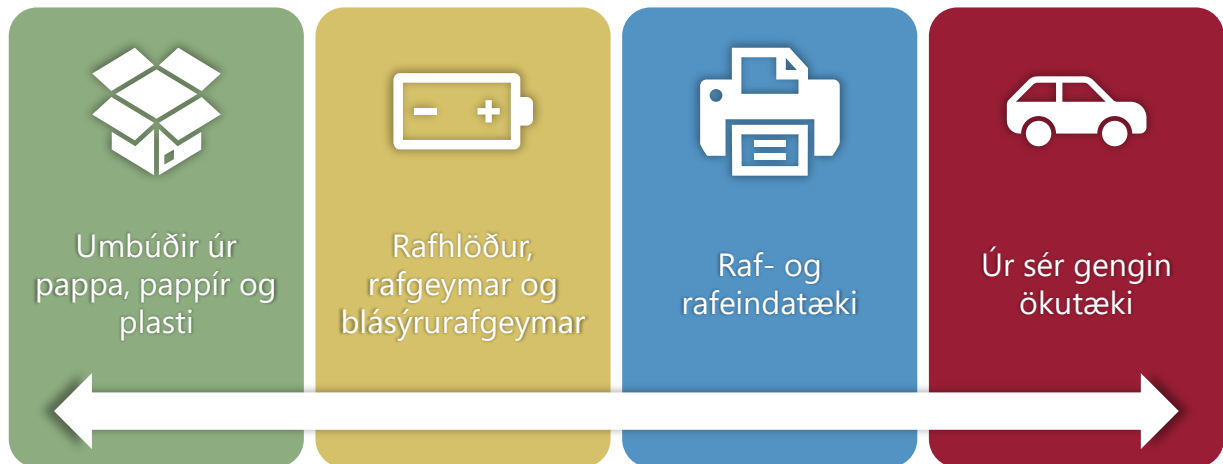 Umbúðir úr
pappa, pappír og
plasti
Rafhlöður,
rafgeymar og
blásýrurafgeymar
Raf- og
rafeindatæki
Úr sér gengin
ökutæki